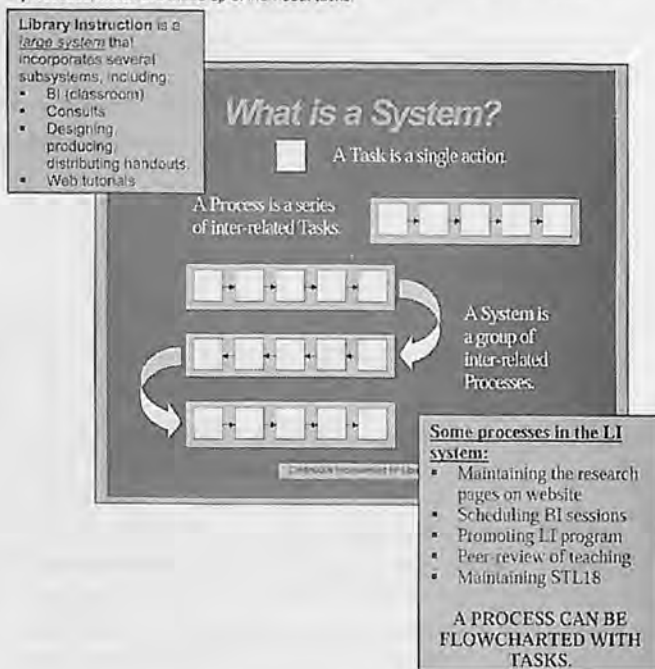 Library Instruction is a
large system that
incorporates several
subsystems, including:
▪ BI (classroom)
▪ Consults
▪ Designing
producing
distributing handouts.
▪ Web tutorials
What is a System?
A Task is a single action.
A Process is a series
of inter-related Tasks.
A System is
a group of
inter-related
Processes.
Continuous Improvement for
Some processes in the LI
system:
▪ Maintaining the research
pages on website
▪ Scheduling BI sessions
▪ Promoting LI program
▪ Peer-review of teaching
▪ Maintaining STL18
A PROCESS CAN BE
FLOWCHARTED WITH
TASKS.